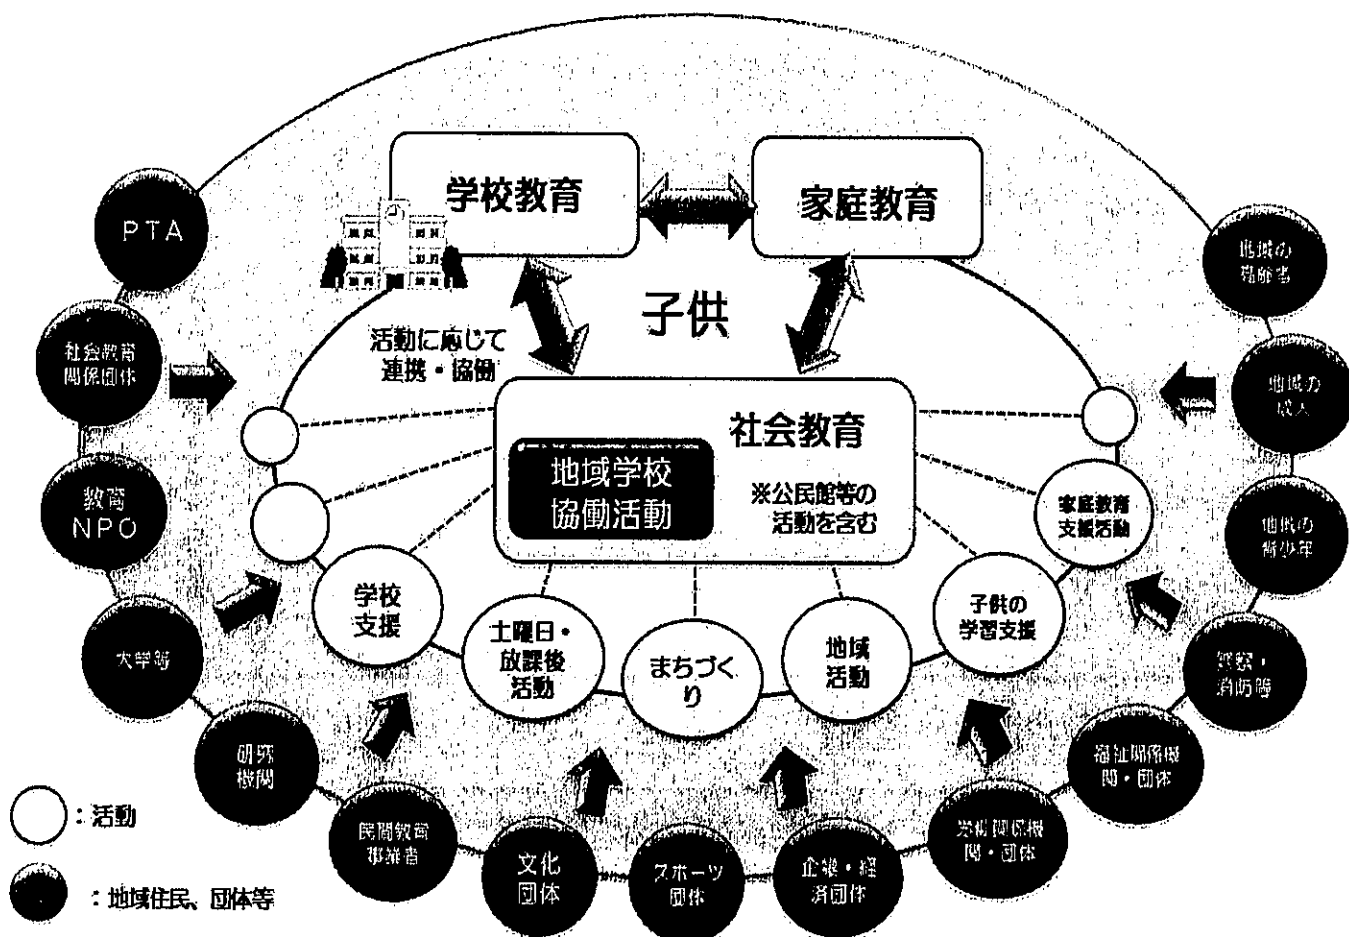 学校教育
家庭教育
子供
活動に応じて
連携・協働
社会教育
地域学校
協働活動
※公民館等の
活動を含む
PTA
社会教育
関係団体
教育
NPO
大学等
研究
機関
民間教育
事業者
文化
団体
スポーツ
団体
企業・経
済団体
労働関係機
関・団体
福祉関係機
関・団体
警察・
消防等
地域の
青少年
地域の
成人
地域の
高齢者
学校
支援
土曜日・
放課後
活動
まちづく
り
地域
活動
子供の
学習支援
家庭教育
支援活動
:活動
:地域住民、団体等